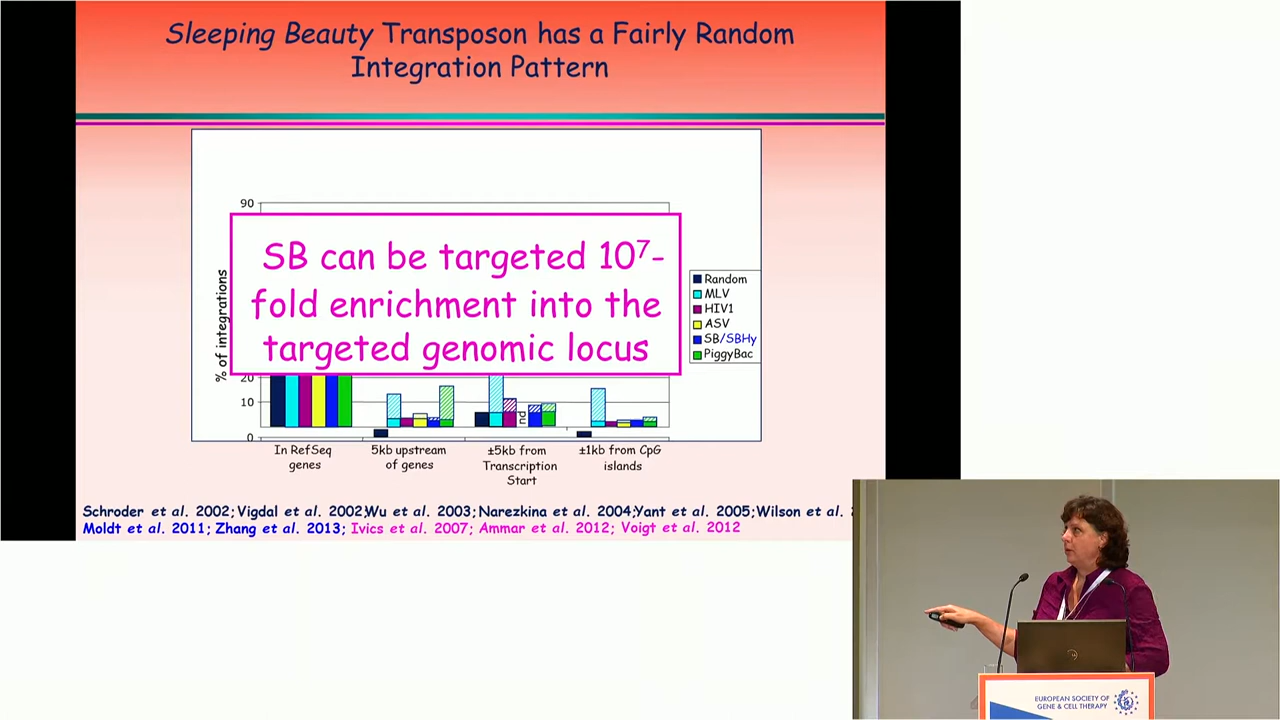 Sleeping Beauty Transposon has a Fairly Random
Integration Pattern
90
SB can be targeted 10⁷-
fold enrichment into the
targeted genomic locus
% of integrations
20
10
0
nd
In RefSeq
genes
5kb upstream
of genes
±5kb from
Transcription
Start
±1kb from CpG
islands
Random
MLV
HIV1
ASV
SB/SBHy
PiggyBac
Schroder et al. 2002; Vigdal et al. 2002; Wu et al. 2003; Narezkina et al. 2004; Yant et al. 2005; Wilson et al.
Moldt et al. 2011; Zhang et al. 2013; Ivics et al. 2007; Ammar et al. 2012; Voigt et al. 2012
EUROPEAN SOCIETY OF
GENE & CELL THERAPY